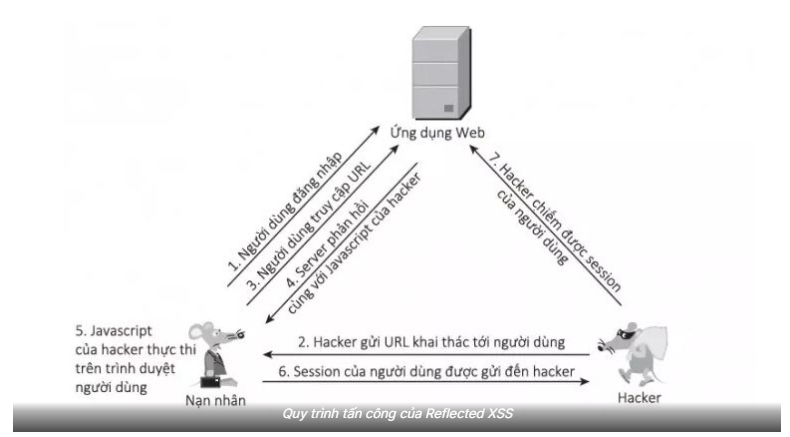 Ứng dụng Web
1. Người dùng đăng nhập
3. Người dùng truy cập URL
4. Server phản hồi
cùng với Javascript của hacker
7. Hacker chiếm được session
của người dùng
5. Javascript
của hacker thực thi
trên trình duyệt
người dùng
2. Hacker gửi URL khai thác tới người dùng
6. Session của người dùng được gửi đến hacker
Nạn nhân
Hacker
Quy trình tấn công của Reflected XSS